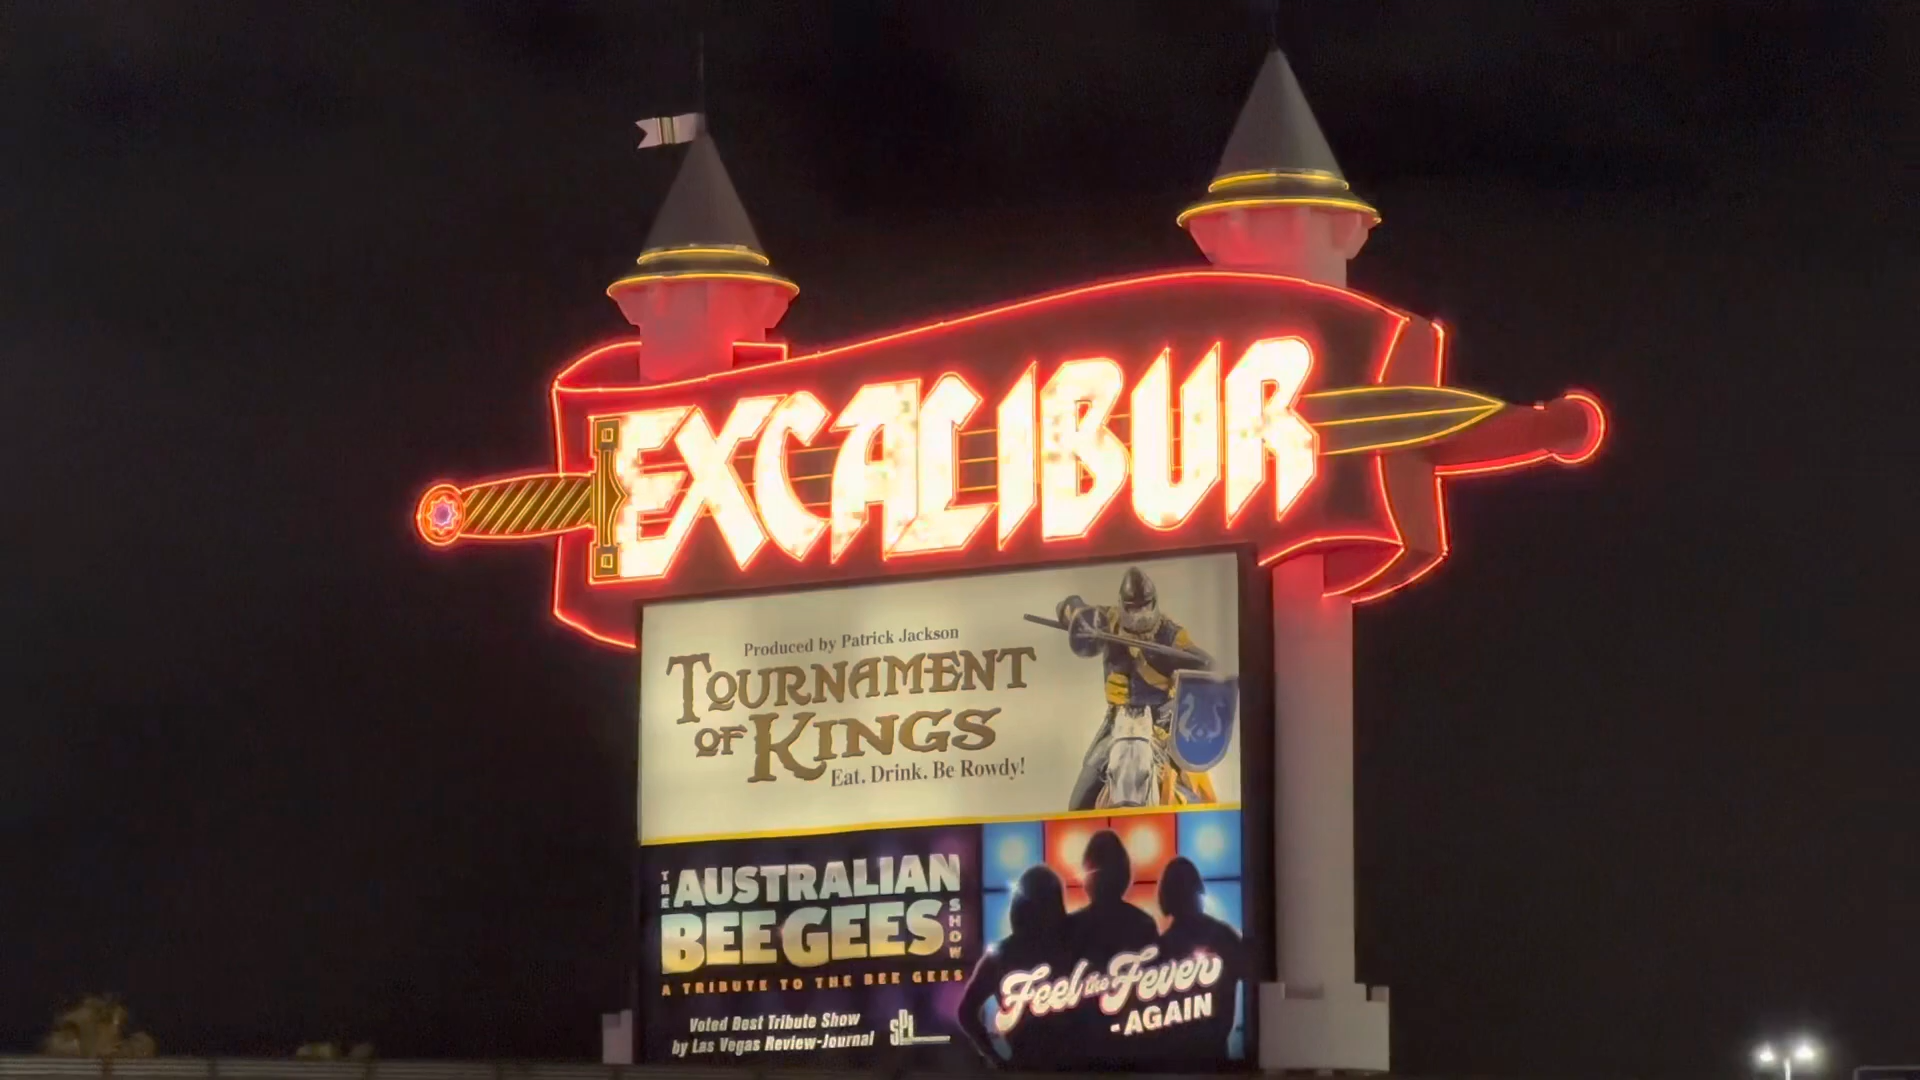 EXCALIBUR
Produced by Patrick Jackson
TOURNAMENT
OF KINGS
Eat. Drink. Be Rowdy!
THE AUSTRALIAN
BEE GEES SHOW
A TRIBUTE TO THE BEE GEES
Voted Best Tribute Show
by Las Vegas Review-Journal
SPI
Feel the Fever
-AGAIN